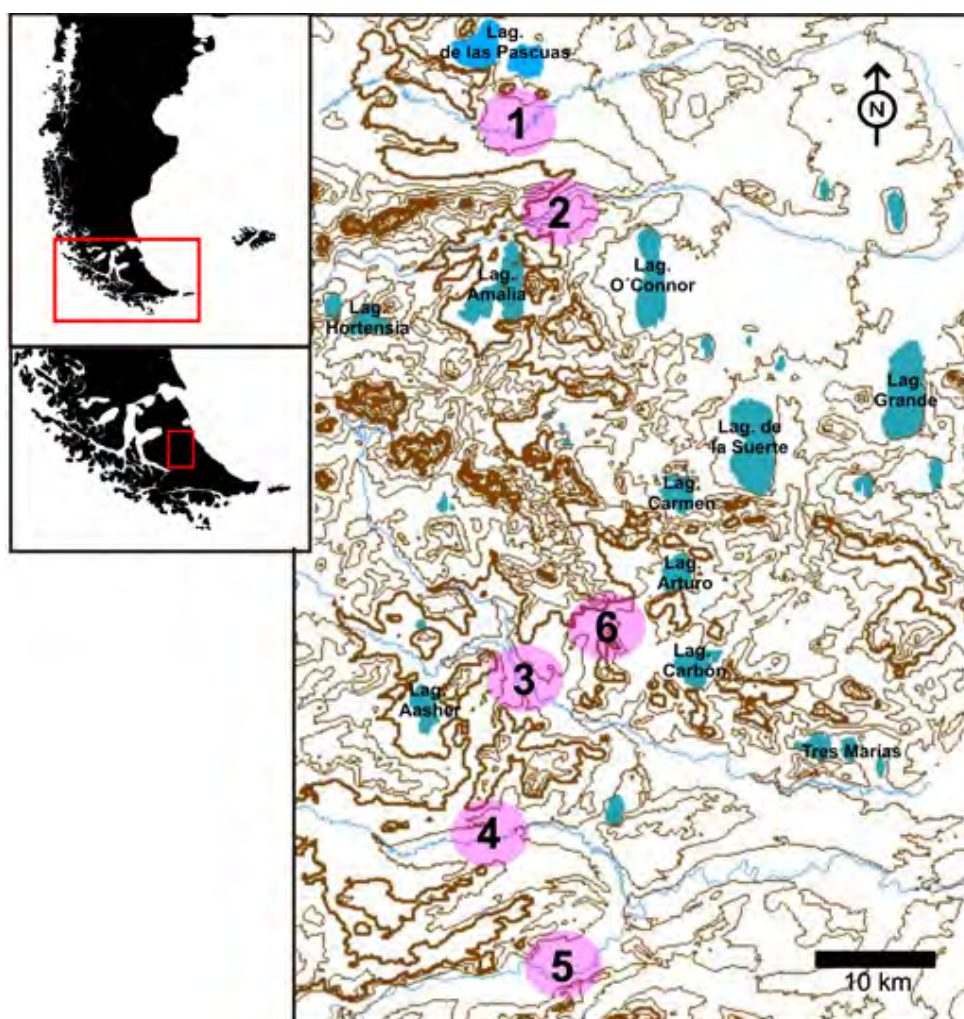 Lag.
de las Pascuas
N
1
2
Lag.
Amalia
Lag.
O´Connor
Lag.
Hortensia
Lag.
Grande
Lag. de
la Suerte
Lag.
Carmen
Lag.
Arturo
6
Lag.
Carbón
3
Lag.
Aasher
Tres Marias
4
5
10 km